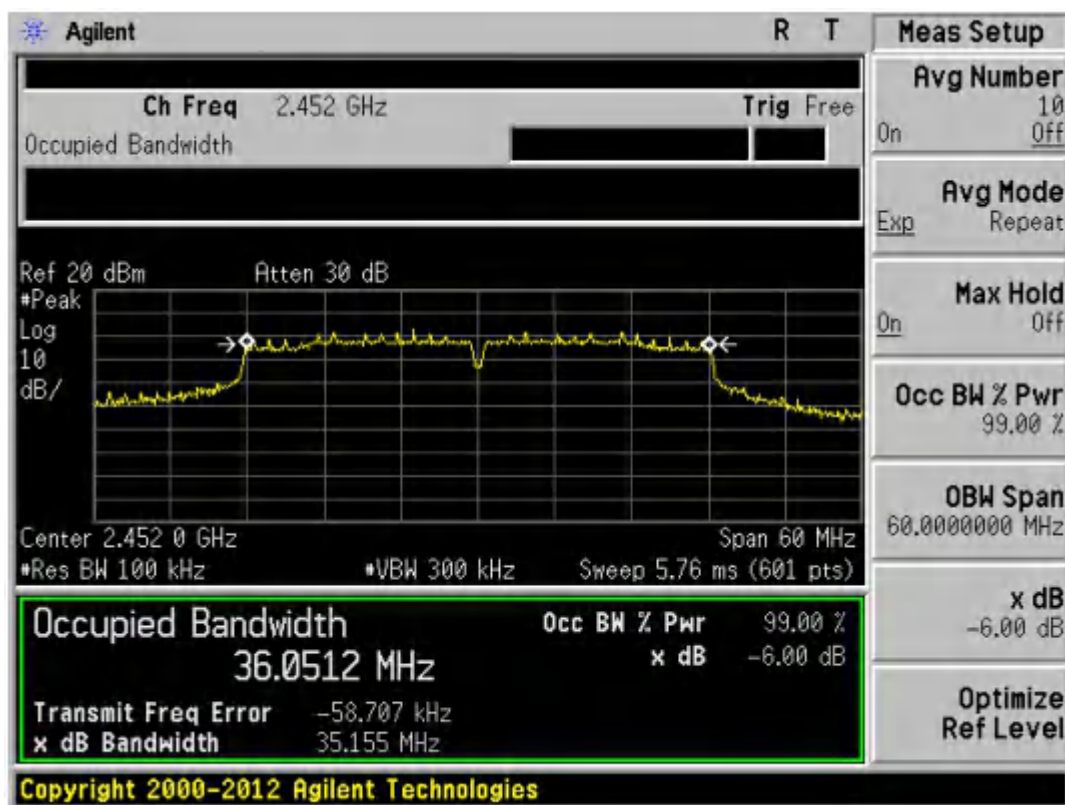 Agilent R T Meas Setup
Ch Freq 2.452 GHz Trig Free
Occupied Bandwidth
Ref 20 dBm Atten 30 dB
#Peak
Log
10
dB/
Center 2.452 0 GHz Span 60 MHz
#Res BW 100 kHz #VBW 300 kHz Sweep 5.76 ms (601 pts)
Occupied Bandwidth Occ BW % Pwr 99.00 %
36.0512 MHz x dB -6.00 dB
Transmit Freq Error -58.707 kHz
x dB Bandwidth 35.155 MHz
Copyright 2000-2012 Agilent Technologies
Avg Number
10
On Off
Avg Mode
Exp Repeat
Max Hold
On Off
Occ BW % Pwr
99.00 %
OBW Span
60.0000000 MHz
x dB
-6.00 dB
Optimize
Ref Level